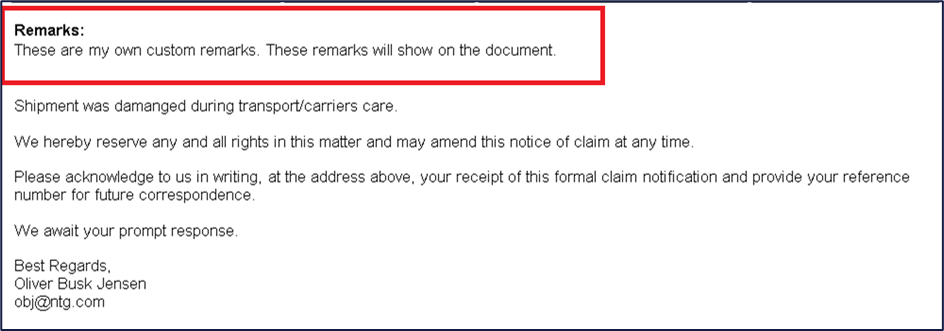 Remarks:
These are my own custom remarks. These remarks will show on the document.
Shipment was damanged during transport/carriers care.
We hereby reserve any and all rights in this matter and may amend this notice of claim at any time.
Please acknowledge to us in writing, at the address above, your receipt of this formal claim notification and provide your reference
number for future correspondence.
We await your prompt response.
Best Regards,
Oliver Busk Jensen
obj@ntg.com